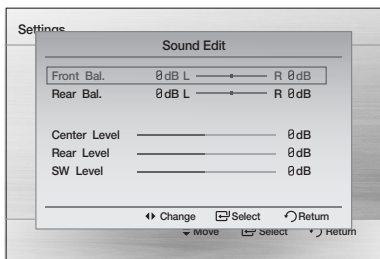 Settings
Sound Edit
Front Bal. 0dB L R 0dB
Rear Bal. 0dB L R 0dB
Center Level 0dB
Rear Level 0dB
SW Level 0dB
Change Select Return
Move Select Return